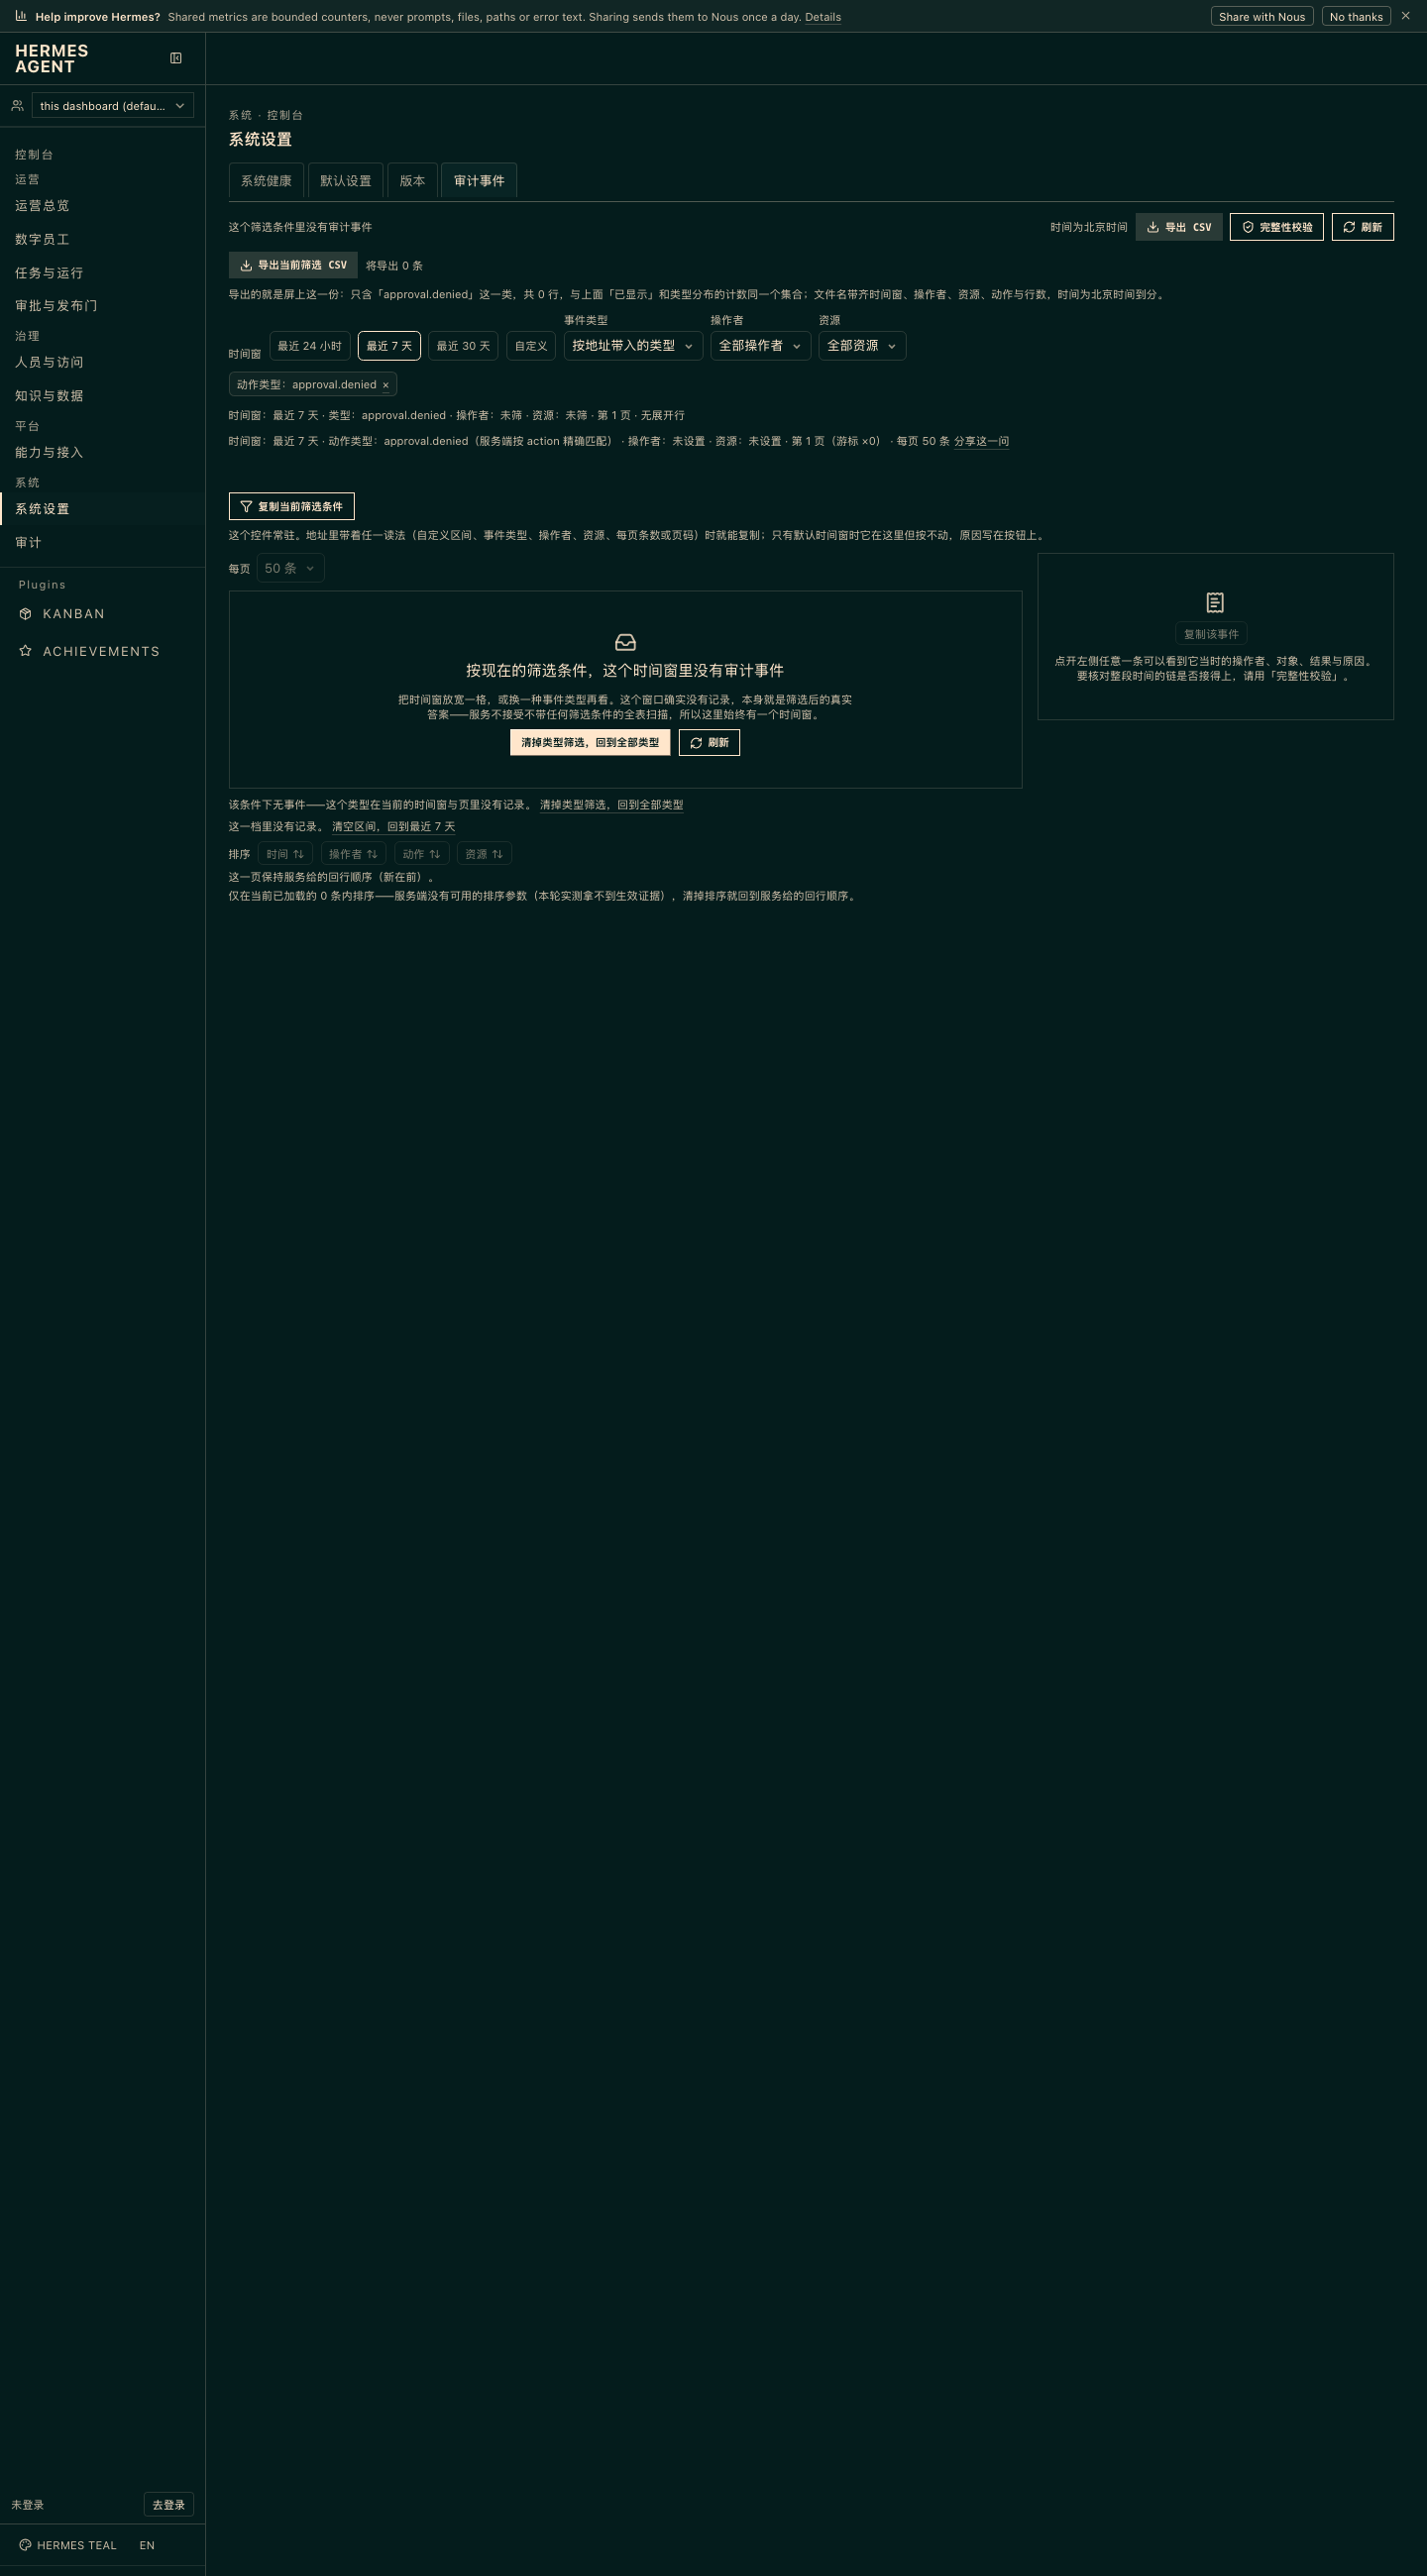 Help improve Hermes? Shared metrics are bounded counters, never prompts, files, paths or error text. Sharing sends them to Nous once a day. Details
Share with Nous
No thanks
HERMES
AGENT
this dashboard (defau...
控制台
运营
运营总览
数字员工
任务与运行
审批与发布门
治理
人员与访问
知识与数据
平台
能力与接入
系统
系统设置
审计
Plugins
KANBAN
ACHIEVEMENTS
未登录 去登录
HERMES TEAL EN
系统 · 控制台
系统设置
系统健康 默认设置 版本 审计事件
这个筛选条件里没有审计事件
时间为北京时间 导出 CSV 完整性校验 刷新
导出当前筛选 CSV 将导出 0 条
导出的就是屏上这一份：只含「approval.denied」这一类，共 0 行，与上面「已显示」和类型分布的计数同一个集合；文件名带齐时间窗、操作者、资源、动作与行数，时间为北京时间到分。
事件类型 操作者 资源
时间窗 最近 24 小时 最近 7 天 最近 30 天 自定义 按地址带入的类型 全部操作者 全部资源
动作类型：approval.denied ×
时间窗：最近 7 天 · 类型：approval.denied · 操作者：未筛 · 资源：未筛 · 第 1 页 · 无展开行
时间窗：最近 7 天 · 动作类型：approval.denied（服务端按 action 精确匹配） · 操作者：未设置 · 资源：未设置 · 第 1 页（游标 ×0） · 每页 50 条 分享这一问
复制当前筛选条件
这个控件常驻。地址里带着任一读法（自定义区间、事件类型、操作者、资源、每页条数或页码）时就能复制；只有默认时间窗时它在这里但按不动，原因写在按钮上。
每页 50 条
按现在的筛选条件，这个时间窗里没有审计事件
把时间窗放宽一格，或换一种事件类型再看。这个窗口确实没有记录，本身就是筛选后的真实
答案——服务不接受不带任何筛选条件的全表扫描，所以这里始终有一个时间窗。
清掉类型筛选，回到全部类型 刷新
复制该事件
点开左侧任意一条可以看到它当时的操作者、对象、结果与原因。
要核对整段时间的链是否接得上，请用「完整性校验」。
该条件下无事件——这个类型在当前的时间窗与页里没有记录。 清掉类型筛选，回到全部类型
这一档里没有记录。 清空区间，回到最近 7 天
排序 时间 操作者 动作 资源
这一页保持服务给的回行顺序（新在前）。
仅在当前已加载的 0 条内排序——服务端没有可用的排序参数（本轮实测拿不到生效证据），清掉排序就回到服务给的回行顺序。